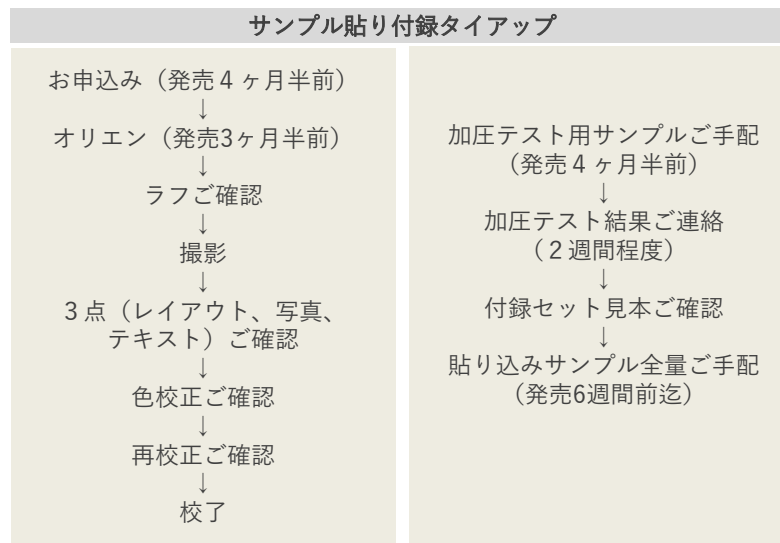 サンプル貼り付録タイアップ
お申込み（発売４ヶ月半前）
↓
オリエン（発売3ヶ月半前）
↓
ラフご確認
↓
撮影
↓
３点（レイアウト、写真、
テキスト）ご確認
↓
色校正ご確認
↓
再校正ご確認
↓
校了
加圧テスト用サンプルご手配
（発売４ヶ月半前）
↓
加圧テスト結果ご連絡
（２週間程度）
↓
付録セット見本ご確認
↓
貼り込みサンプル全量ご手配
（発売6週間前迄）